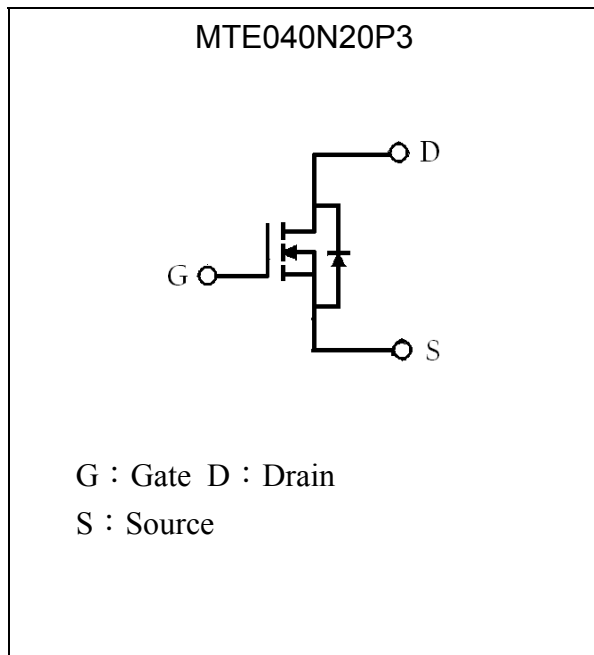 MTE040N20P3
D
G
S
G：Gate D：Drain
S：Source